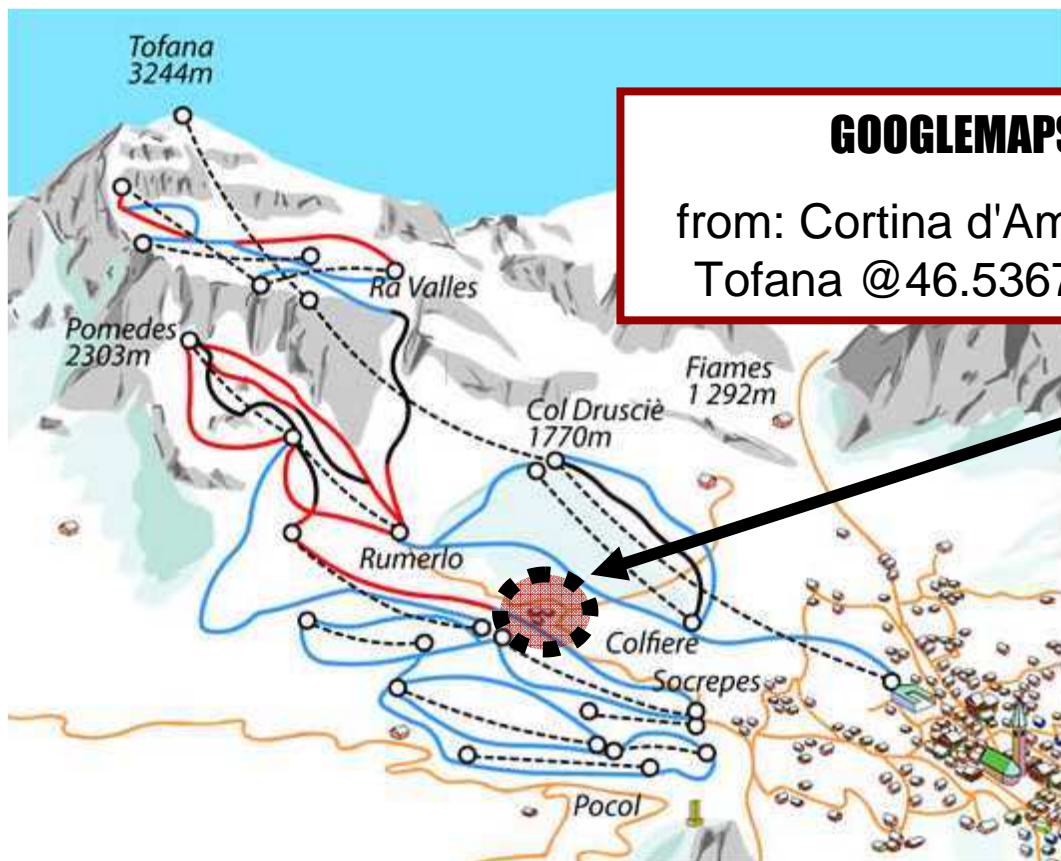 Tofana
3244m
GOOGLEMAPS
from: Cortina d'Am
Tofana @46.5367
Ra Valles
Pomedes
2303m
Fiames
1 292m
Col Drusciè
1770m
Rumerlo
Colfiere
Socrepes
Pocol